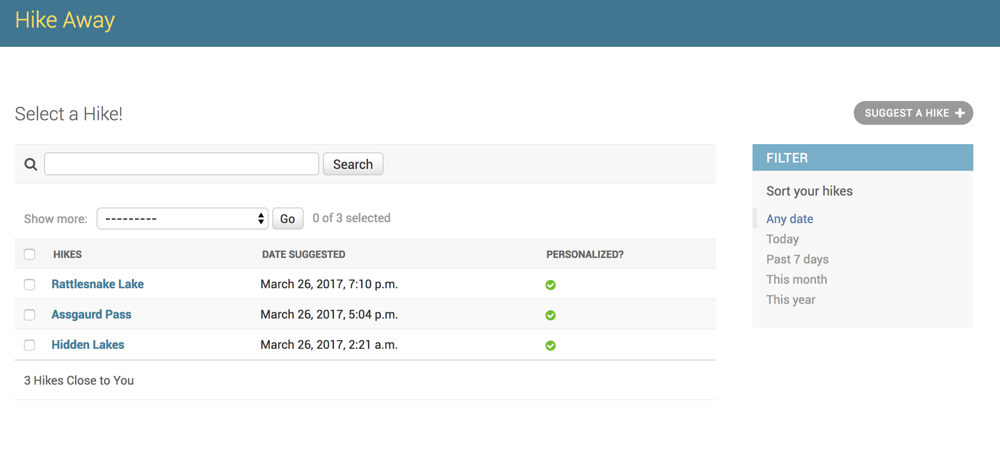 Hike Away
Select a Hike!
SUGGEST A HIKE
Search
FILTER
Sort your hikes
Show more: --------- Go 0 of 3 selected
Any date
Today
Past 7 days
This month
This year
HIKES DATE SUGGESTED PERSONALIZED?
Rattlesnake Lake March 26, 2017, 7:10 p.m.
Assgaurd Pass March 26, 2017, 5:04 p.m.
Hidden Lakes March 26, 2017, 2:21 a.m.
3 Hikes Close to You